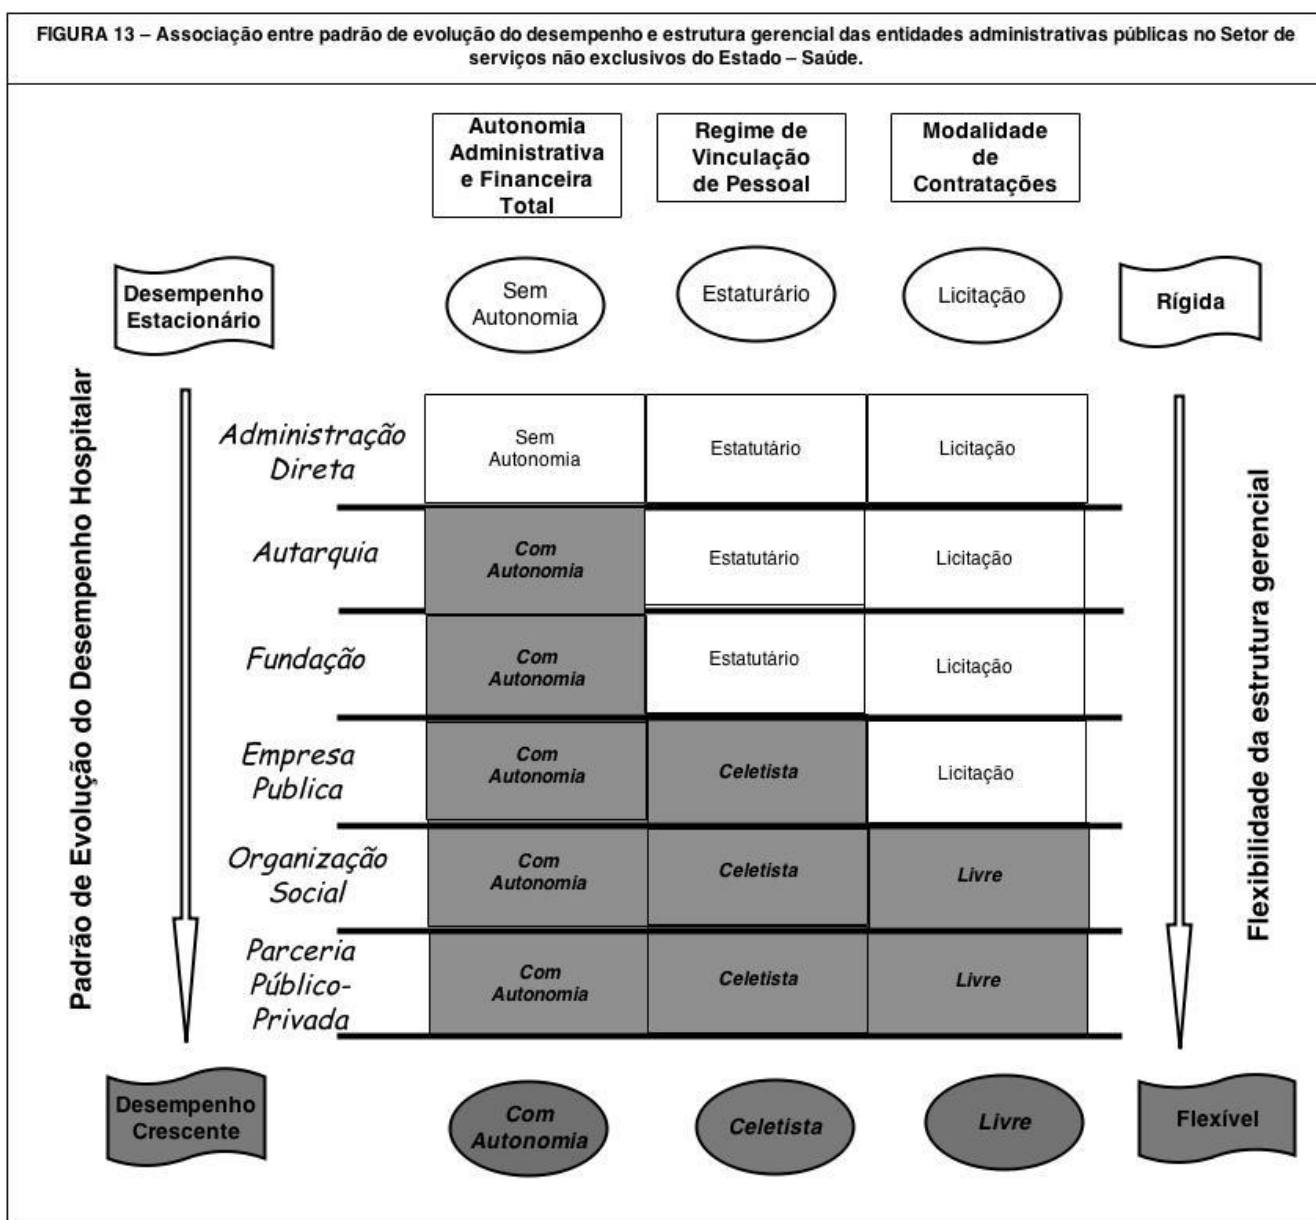 FIGURA 13 – Associação entre padrão de evolução do desempenho e estrutura gerencial das entidades administrativas públicas no Setor de
serviços não exclusivos do Estado – Saúde.
Autonomia
Administrativa
e Financeira
Total
Regime de
Vinculação
de Pessoal
Modalidade
de
Contratações
Desempenho
Estacionário
Sem
Autonomia
Estaturário
Licitação
Rígida
Padrão de Evolução do Desempenho Hospitalar
Flexibilidade da estrutura gerencial
Administração
Direta
Sem
Autonomia
Estatutário
Licitação
Autarquia
Com
Autonomia
Estatutário
Licitação
Fundação
Com
Autonomia
Estatutário
Licitação
Empresa
Publica
Com
Autonomia
Celetista
Licitação
Organização
Social
Com
Autonomia
Celetista
Livre
Parceria
Público-
Privada
Com
Autonomia
Celetista
Livre
Desempenho
Crescente
Com
Autonomia
Celetista
Livre
Flexível